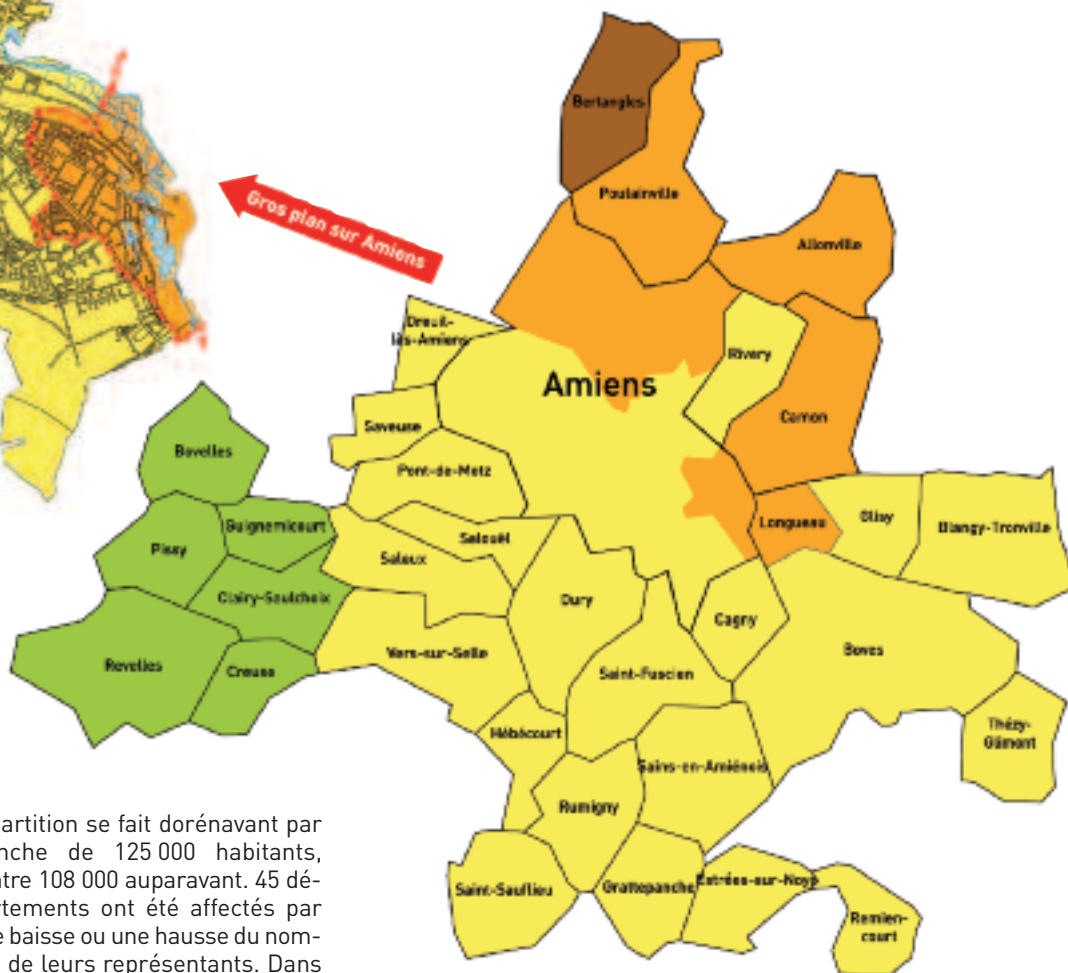 Bertangles
Poulainville
Allonville
Gros plan sur Amiens
Dreuil-
lès-Amiens
Rivery
Amiens
Camon
Saveuse
Bovelles
Pont-de-Metz
Longueau
Glisy
Blangy-Tronville
Guignemicourt
Pissy
Salouël
Saleux
Clairy-Saulchoix
Dury
Cagny
Boves
Revelles
Creuse
Vers-sur-Selle
Saint-Fuscien
Hébécourt
Thézy-
Glimont
Sains-en-Amiénois
Rumigny
Saint-Sauflieu
Grattepanche
Estrées-sur-Noye
Remien-
court
partition se fait dorénavant par
nche de 125 000 habitants,
ntre 108 000 auparavant. 45 dé-
rtements ont été affectés par
e baisse ou une hausse du nom-
de leurs représentants. Dans